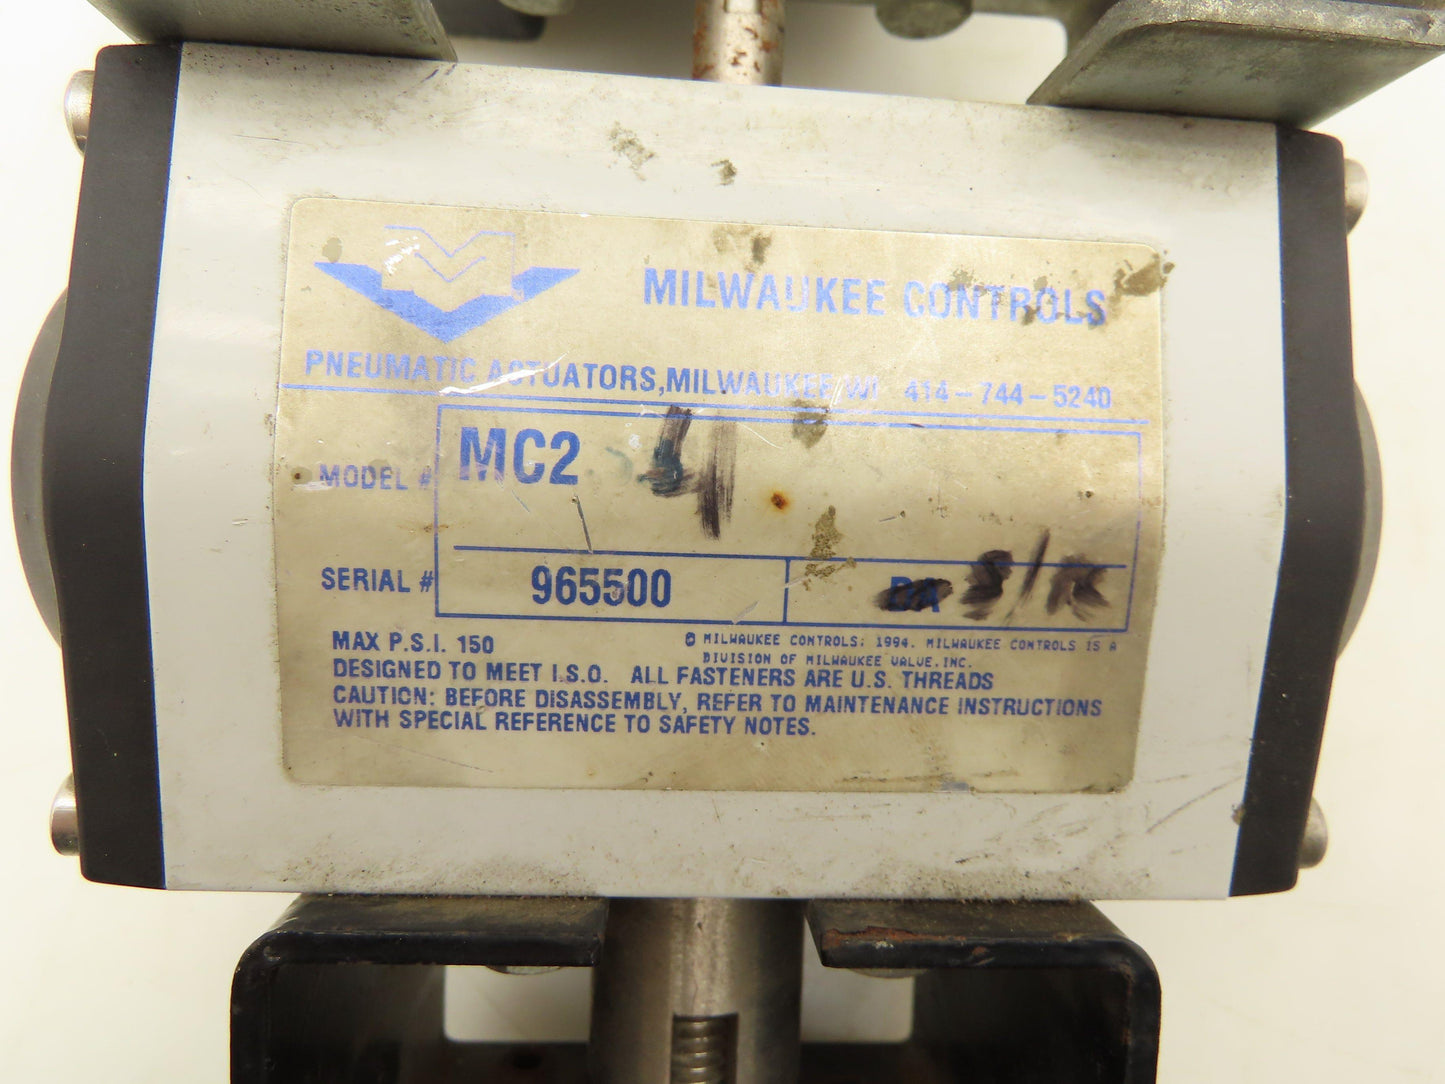 MILWAUKEE CONTROLS
PNEUMATIC ACTUATORS, MILWAUKEE, WI 414-744-5240
MODEL # MC2 4
SERIAL # 965500 DA
MAX P.S.I. 150
© MILWAUKEE CONTROLS; 1994. MILWAUKEE CONTROLS IS A
DIVISION OF MILWAUKEE VALVE, INC.
DESIGNED TO MEET I.S.O. ALL FASTENERS ARE U.S. THREADS
CAUTION: BEFORE DISASSEMBLY, REFER TO MAINTENANCE INSTRUCTIONS
WITH SPECIAL REFERENCE TO SAFETY NOTES.